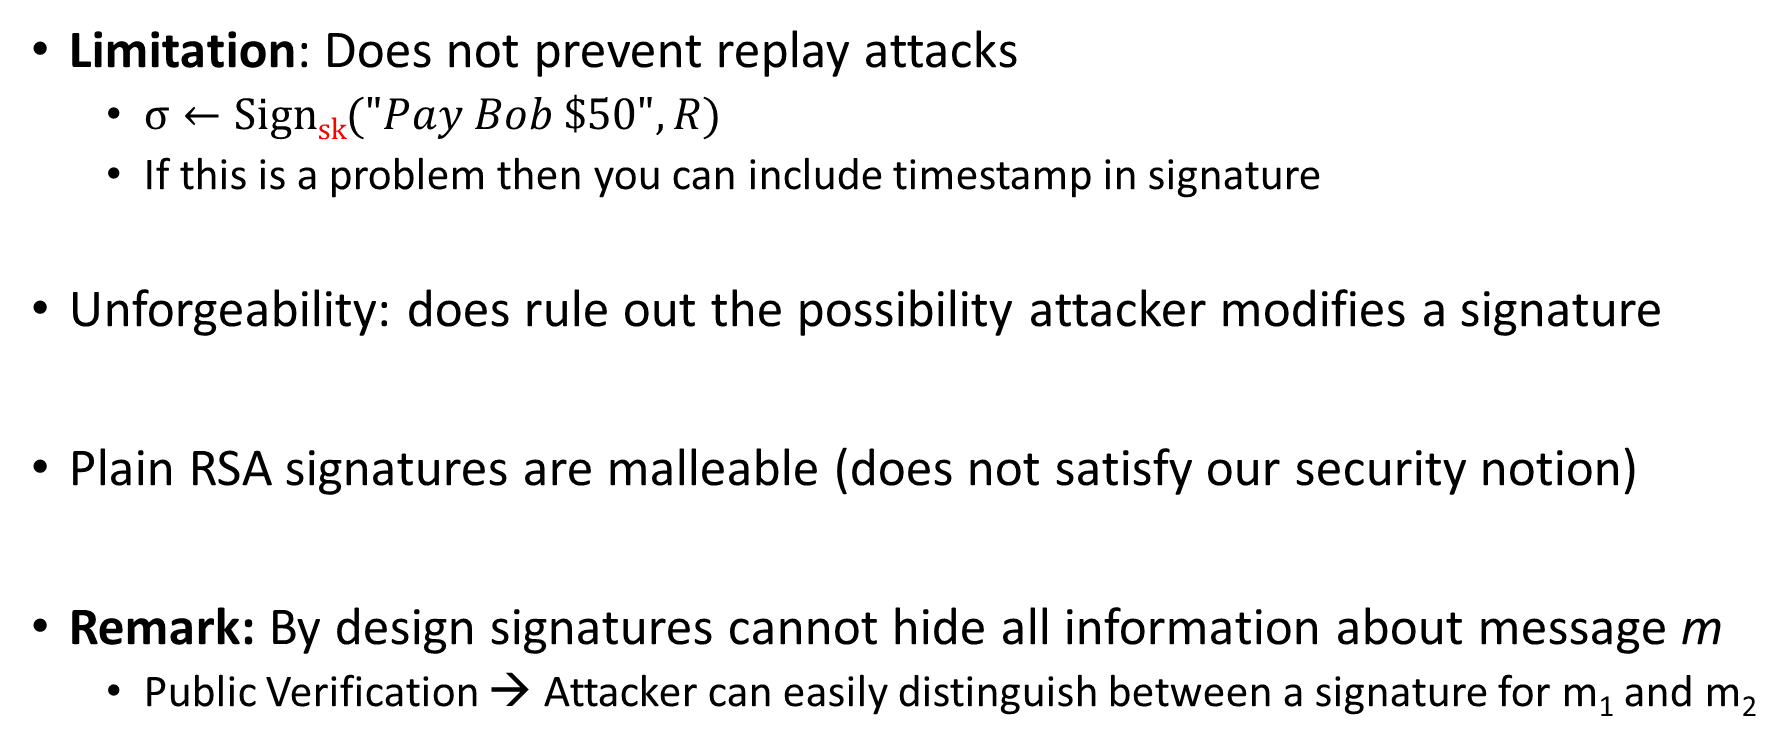 • Limitation: Does not prevent replay attacks
• σ ← Sign_sk("Pay Bob $50", R)
• If this is a problem then you can include timestamp in signature
• Unforgeability: does rule out the possibility attacker modifies a signature
• Plain RSA signatures are malleable (does not satisfy our security notion)
• Remark: By design signatures cannot hide all information about message m
• Public Verification → Attacker can easily distinguish between a signature for m₁ and m₂